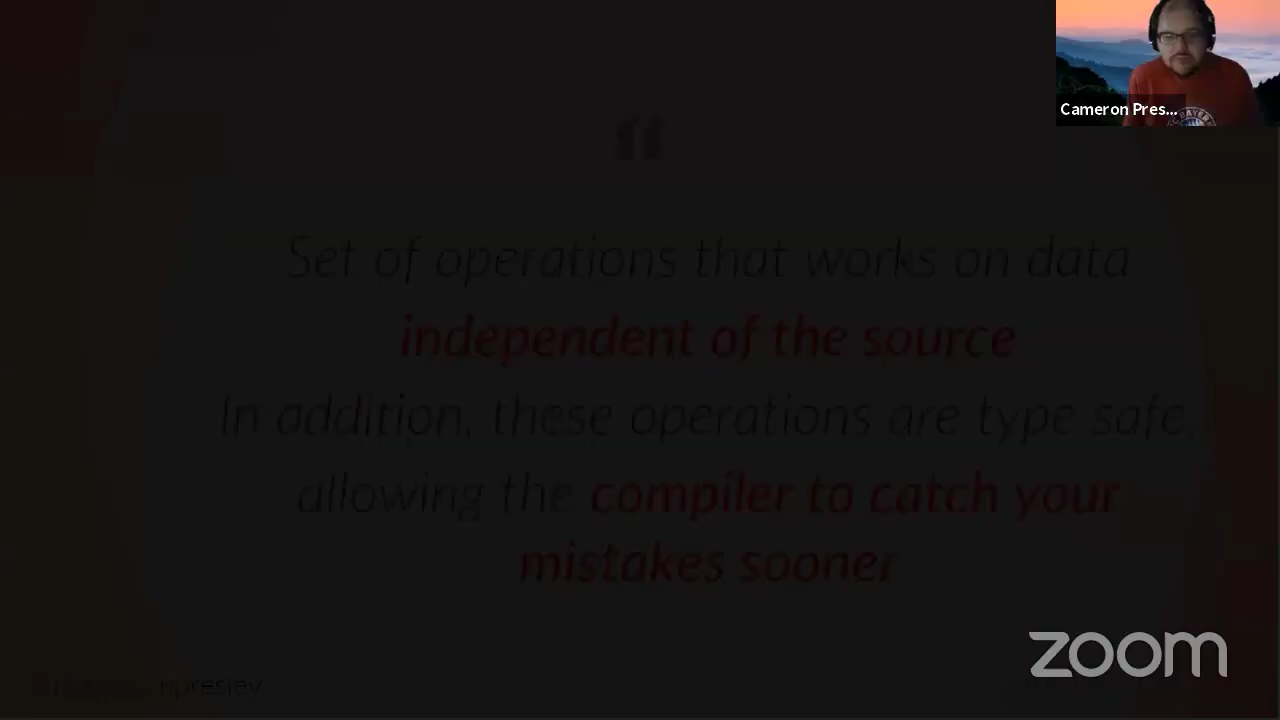 Cameron Pres...
“
Set of operations that works on data
independent of the source
In addition, these operations are type safe,
allowing the compiler to catch your
mistakes sooner
zoom